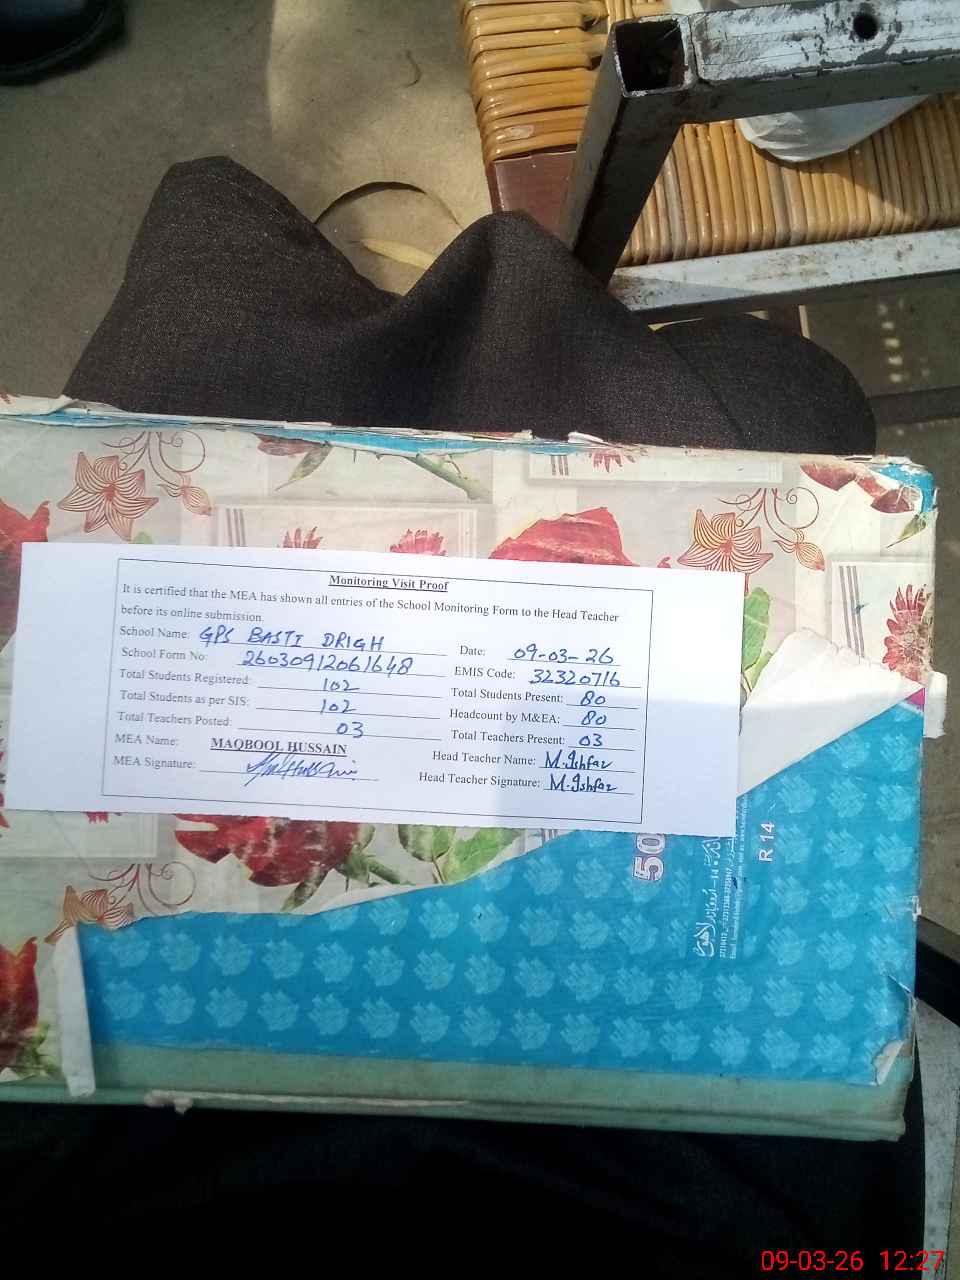 Monitoring Visit Proof
It is certified that the MEA has shown all entries of the School Monitoring Form to the Head Teacher
before its online submission.
School Name: GPS BASTI DRIGH Date: 09-03-26
School Form No: 26030912061648 EMIS Code: 32320716
Total Students Registered: 102 Total Students Present: 80
Total Students as per SIS: 102 Headcount by M&EA: 80
Total Teachers Posted: 03 Total Teachers Present: 03
MEA Name: MAQBOOL HUSSAIN Head Teacher Name: M.Ishfaq
MEA Signature: Head Teacher Signature: M.Ishfaq
50
R 14
لاہور
09-03-26 12:27